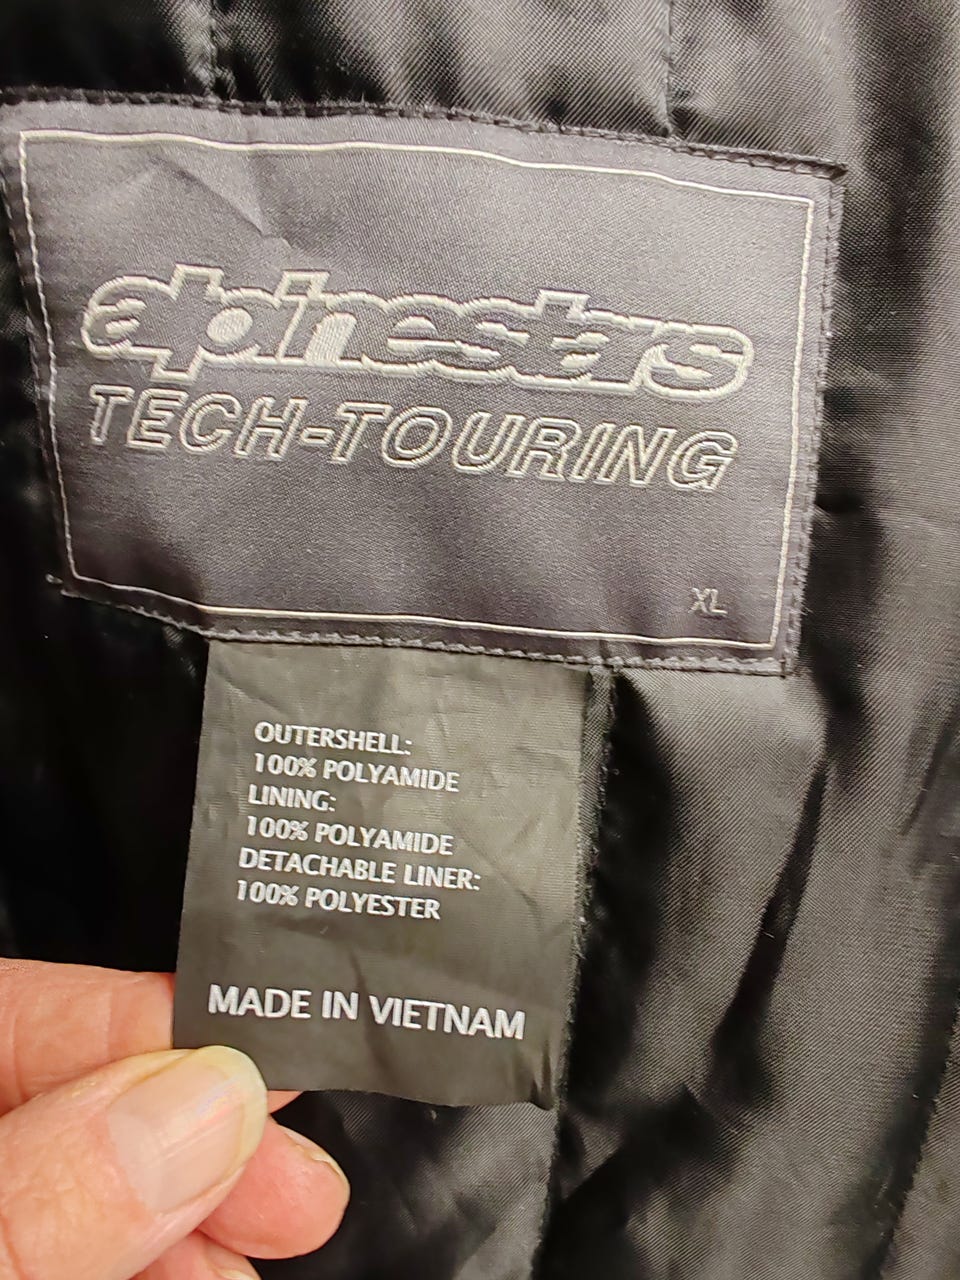 alpinestars
TECH-TOURING
XL
OUTERSHELL:
100% POLYAMIDE
LINING:
100% POLYAMIDE
DETACHABLE LINER:
100% POLYESTER
MADE IN VIETNAM